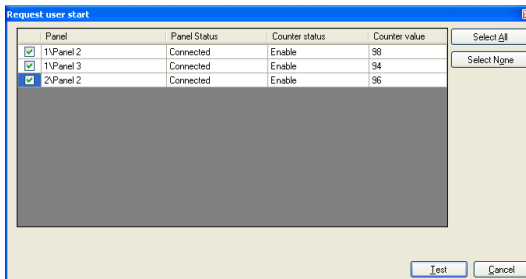 Request user start
Panel Panel Status Counter status Counter value
1\Panel 2 Connected Enable 98
1\Panel 3 Connected Enable 94
2\Panel 2 Connected Enable 96
Select All
Select None
Test Cancel